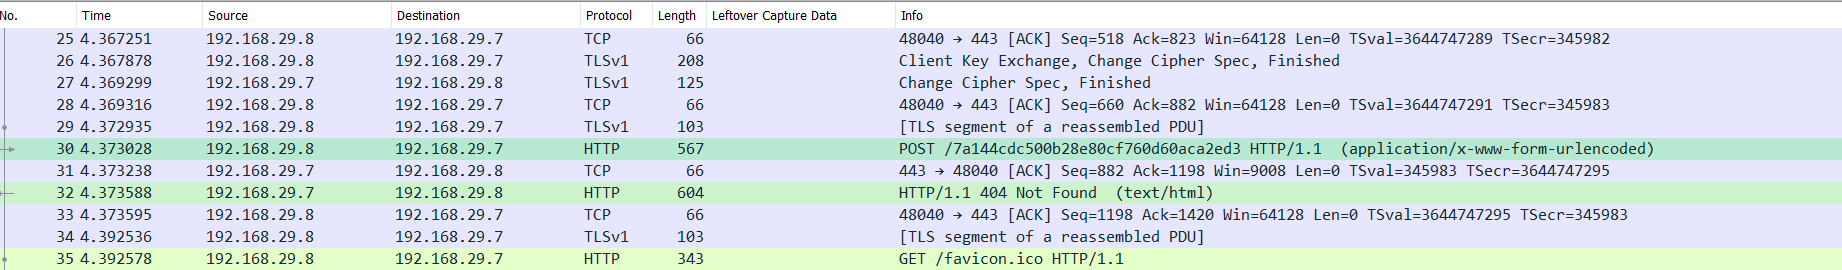 No. Time Source Destination Protocol Length Leftover Capture Data Info
25 4.367251 192.168.29.8 192.168.29.7 TCP 66 48040 → 443 [ACK] Seq=518 Ack=823 Win=64128 Len=0 TSval=3644747289 TSecr=345982
26 4.367878 192.168.29.8 192.168.29.7 TLSv1 208 Client Key Exchange, Change Cipher Spec, Finished
27 4.369299 192.168.29.7 192.168.29.8 TLSv1 125 Change Cipher Spec, Finished
28 4.369316 192.168.29.8 192.168.29.7 TCP 66 48040 → 443 [ACK] Seq=660 Ack=882 Win=64128 Len=0 TSval=3644747291 TSecr=345983
29 4.372935 192.168.29.8 192.168.29.7 TLSv1 103 [TLS segment of a reassembled PDU]
30 4.373028 192.168.29.8 192.168.29.7 HTTP 567 POST /7a144cdc500b28e80cf760d60aca2ed3 HTTP/1.1 (application/x-www-form-urlencoded)
31 4.373238 192.168.29.7 192.168.29.8 TCP 66 443 → 48040 [ACK] Seq=882 Ack=1198 Win=9008 Len=0 TSval=345983 TSecr=3644747295
32 4.373588 192.168.29.7 192.168.29.8 HTTP 604 HTTP/1.1 404 Not Found (text/html)
33 4.373595 192.168.29.8 192.168.29.7 TCP 66 48040 → 443 [ACK] Seq=1198 Ack=1420 Win=64128 Len=0 TSval=3644747295 TSecr=345983
34 4.392536 192.168.29.8 192.168.29.7 TLSv1 103 [TLS segment of a reassembled PDU]
35 4.392578 192.168.29.8 192.168.29.7 HTTP 343 GET /favicon.ico HTTP/1.1